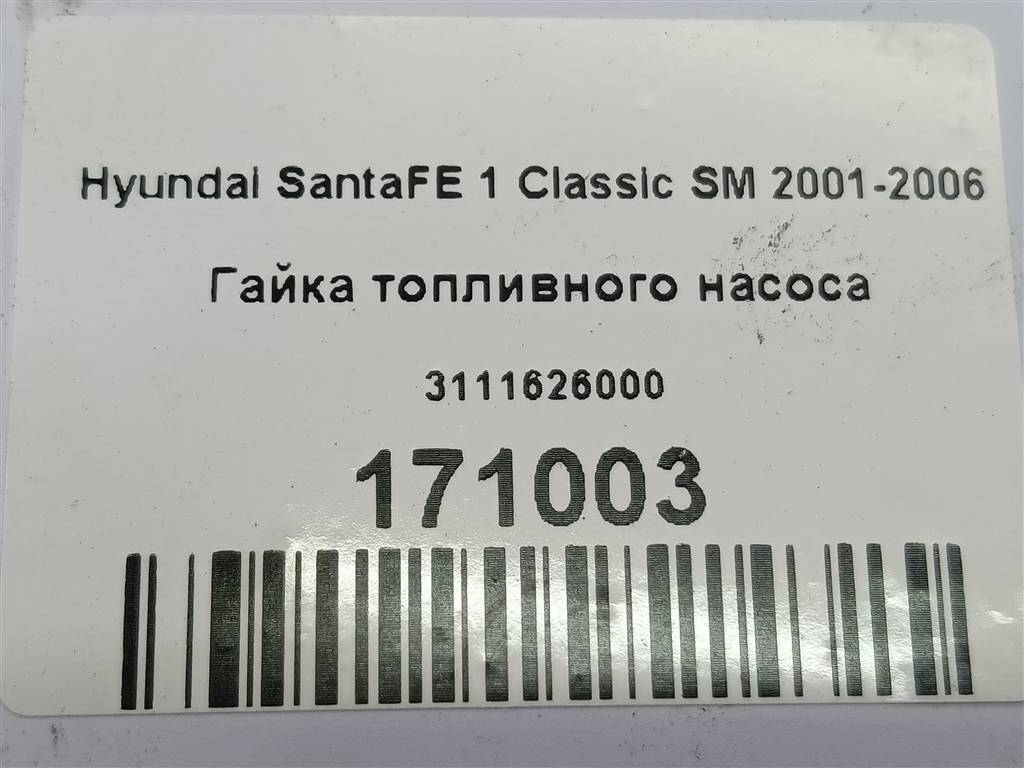 Hyundai SantaFE 1 Classic SM 2001-2006
Гайка топливного насоса
3111626000
171003